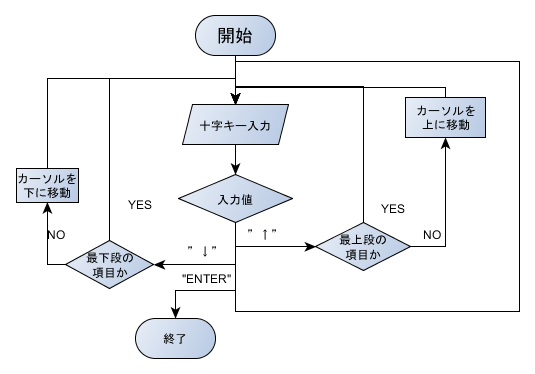 開始
十字キー入力
カーソルを
上に移動
カーソルを
下に移動
入力値
YES
YES
NO
NO
” ↑ ”
” ↓ ”
最下段の
項目か
最上段の
項目か
"ENTER"
終了